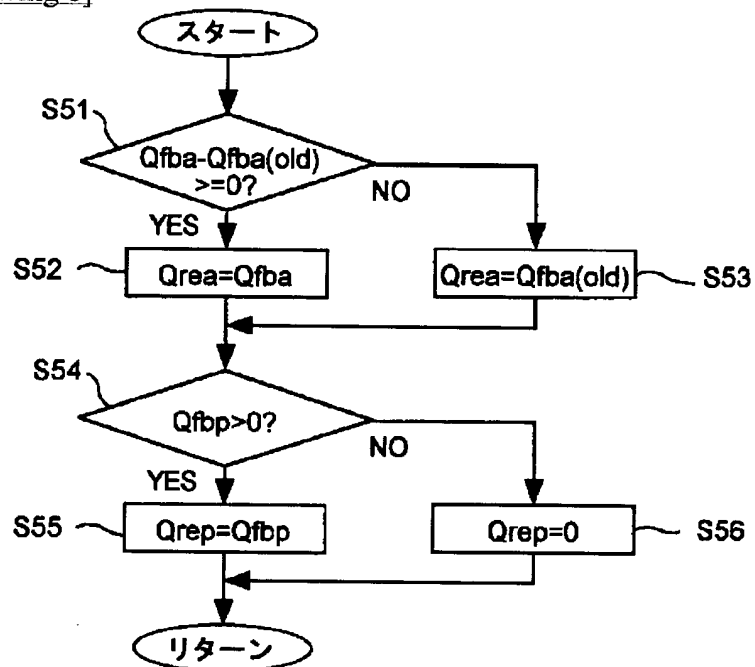 スタート
S51
Qfba-Qfba(old)
>=0?
NO
YES
S52
Qrea=Qfba
Qrea=Qfba(old)
S53
S54
Qfbp>0?
NO
YES
S55
Qrep=Qfbp
Qrep=0
S56
リターン